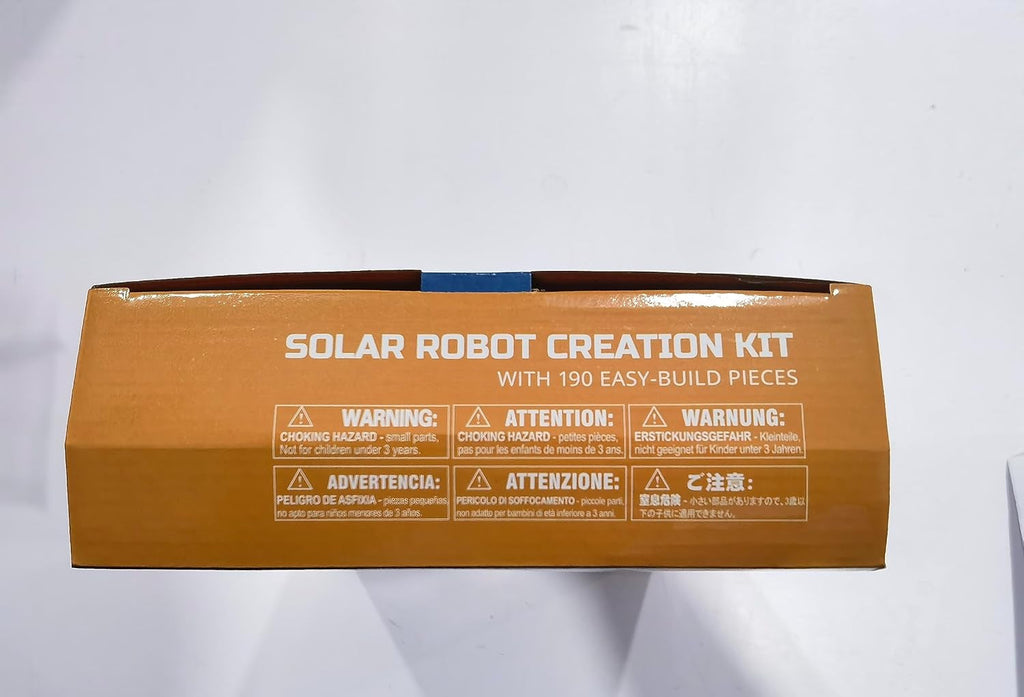 SOLAR ROBOT CREATION KIT
WITH 190 EASY-BUILD PIECES
WARNING:
CHOKING HAZARD - small parts,
Not for children under 3 years.
ATTENTION:
CHOKING HAZARD - petites pièces,
pas pour les enfants de moins de 3 ans.
WARNUNG:
ERSTICKUNGSGEFAHR - Kleinteile,
nicht geeignet für Kinder unter 3 Jahren.
ADVERTENCIA:
PELIGRO DE ASFIXIA - piezas pequeñas,
no apto para niños menores de 3 años.
ATTENZIONE:
PERICOLO DI SOFFOCAMENTO - piccole parti,
non adatto per bambini di età inferiore a 3 anni.
ご注意:
窒息危険 - 小さい部品がありますので、3歳以
下の子供に適用できません。